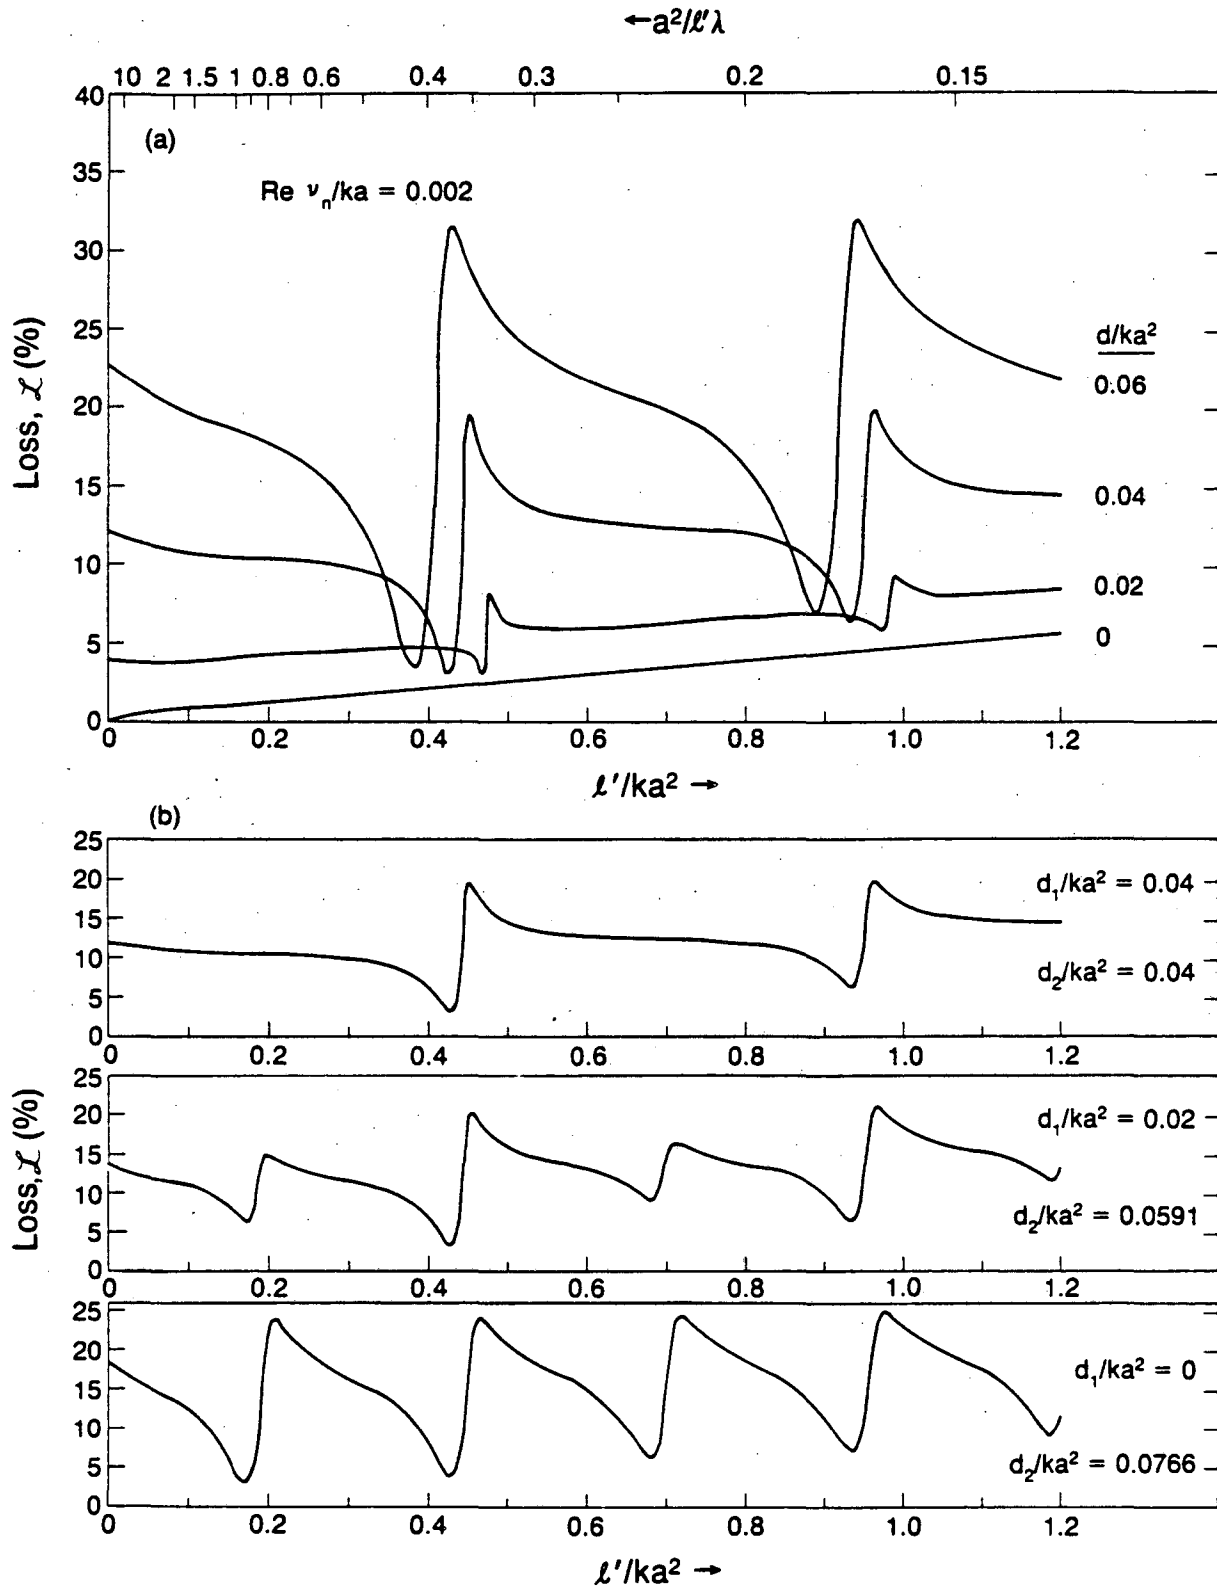 ←a²/ℓ'λ
10 2 1.5 1 0.8 0.6 0.4 0.3 0.2 0.15
(a)
Re ν_n/ka = 0.002
40
35
30
25
20
15
10
5
0
Loss, ℒ (%)
d/ka²
0.06
0.04
0.02
0
0 0.2 0.4 0.6 0.8 1.0 1.2
ℓ'/ka² →
(b)
25
20
15
10
5
0
d₁/ka² = 0.04
d₂/ka² = 0.04
0 0.2 0.4 0.6 0.8 1.0 1.2
Loss, ℒ (%)
25
20
15
10
5
0
d₁/ka² = 0.02
d₂/ka² = 0.0591
0 0.2 0.4 0.6 0.8 1.0 1.2
25
20
15
10
5
0
d₁/ka² = 0
d₂/ka² = 0.0766
0 0.2 0.4 0.6 0.8 1.0 1.2
ℓ'/ka² →